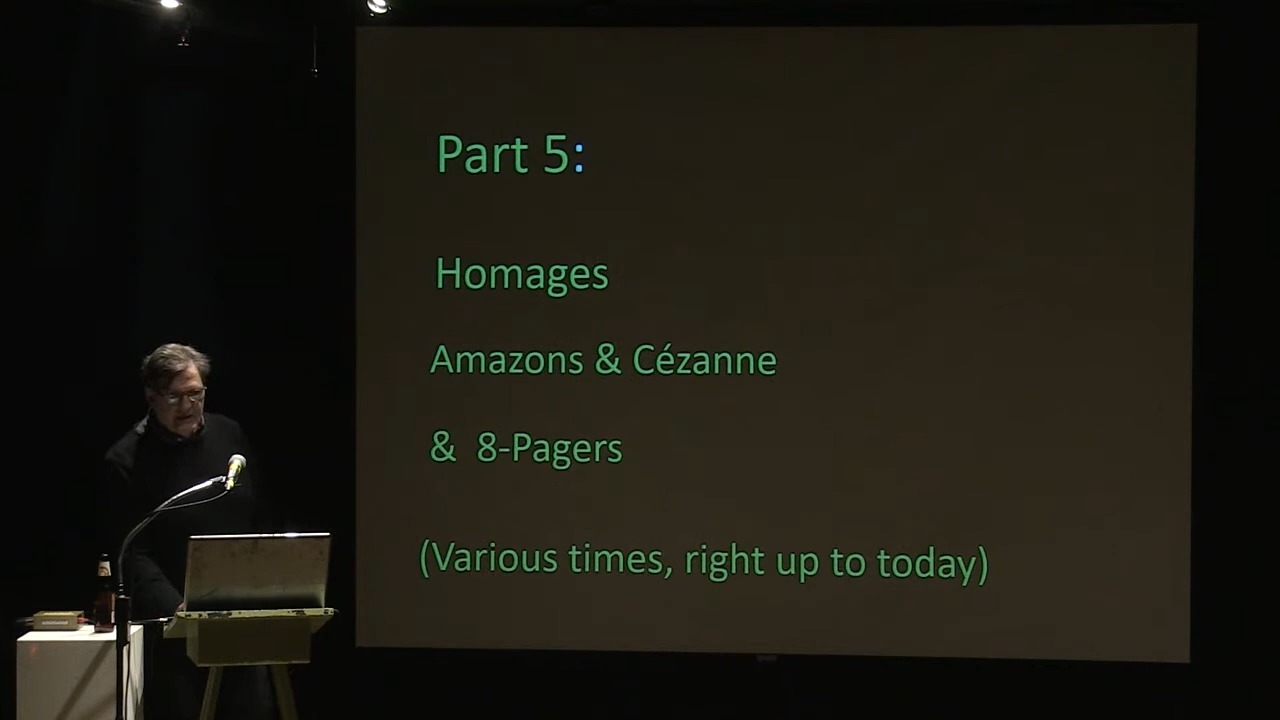 Part 5:
Homages
Amazons & Cézanne
& 8-Pagers
(Various times, right up to today)